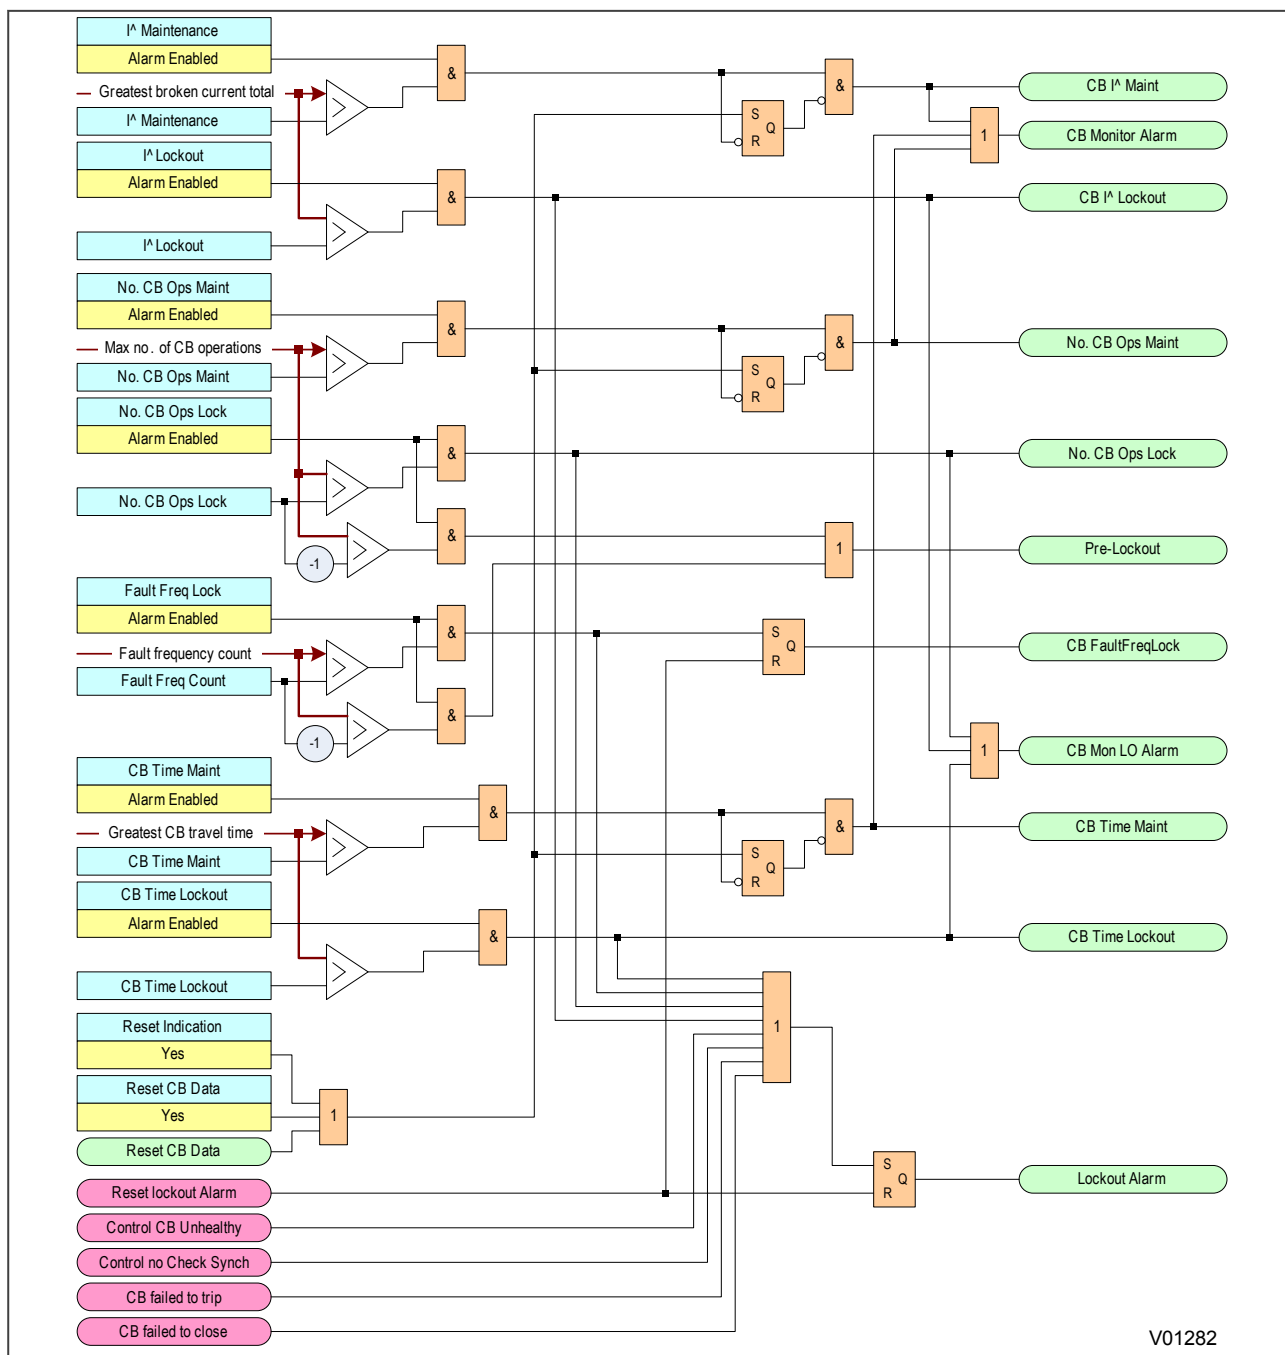 I^ Maintenance
Alarm Enabled
Greatest broken current total
I^ Maintenance
I^ Lockout
Alarm Enabled
I^ Lockout
No. CB Ops Maint
Alarm Enabled
Max no. of CB operations
No. CB Ops Maint
No. CB Ops Lock
Alarm Enabled
No. CB Ops Lock
-1
Fault Freq Lock
Alarm Enabled
Fault frequency count
Fault Freq Count
-1
CB Time Maint
Alarm Enabled
Greatest CB travel time
CB Time Maint
CB Time Lockout
Alarm Enabled
CB Time Lockout
Reset Indication
Yes
Reset CB Data
Yes
Reset CB Data
Reset lockout Alarm
Control CB Unhealthy
Control no Check Synch
CB failed to trip
CB failed to close
&
&
&
&
&
&
&
&
&
1
S
Q
R
&
S
Q
R
&
1
S
Q
R
S
Q
R
&
1
S
Q
R
1
1
CB I^ Maint
CB Monitor Alarm
CB I^ Lockout
No. CB Ops Maint
No. CB Ops Lock
Pre-Lockout
CB FaultFreqLock
CB Mon LO Alarm
CB Time Maint
CB Time Lockout
Lockout Alarm
V01282